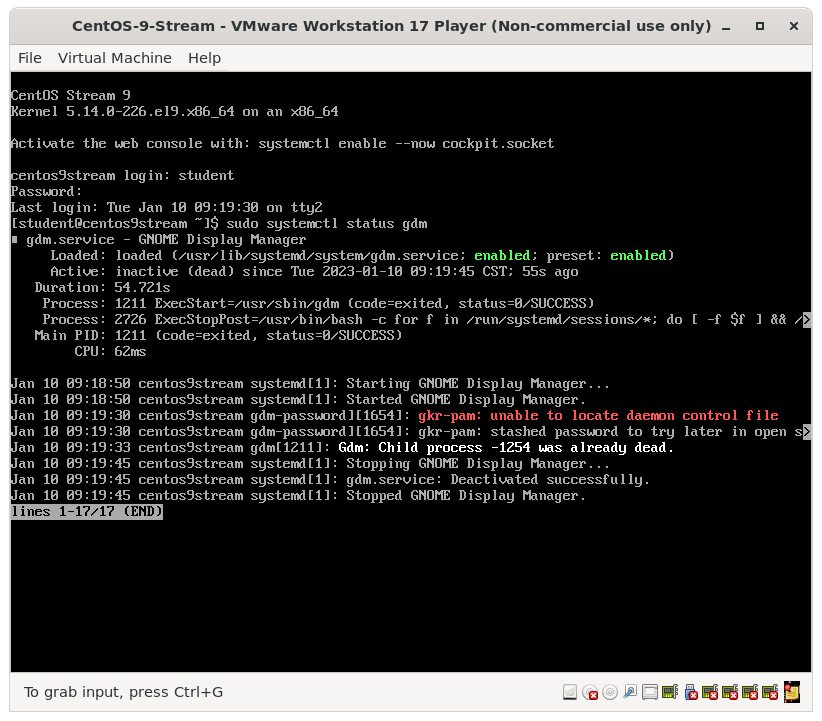 CentOS-9-Stream - VMware Workstation 17 Player (Non-commercial use only)
File Virtual Machine Help
CentOS Stream 9
Kernel 5.14.0-226.el9.x86_64 on an x86_64
Activate the web console with: systemctl enable --now cockpit.socket
centos9stream login: student
Password:
Last login: Tue Jan 10 09:19:30 on tty2
[student@centos9stream ~]$ sudo systemctl status gdm
■ gdm.service - GNOME Display Manager
Loaded: loaded (/usr/lib/systemd/system/gdm.service; enabled; preset: enabled)
Active: inactive (dead) since Tue 2023-01-10 09:19:45 CST; 55s ago
Duration: 54.721s
Process: 1211 ExecStart=/usr/sbin/gdm (code=exited, status=0/SUCCESS)
Process: 2726 ExecStopPost=/usr/bin/bash -c for f in /run/systemd/sessions/*; do [ -f $f ] && />
Main PID: 1211 (code=exited, status=0/SUCCESS)
CPU: 62ms
Jan 10 09:18:50 centos9stream systemd[1]: Starting GNOME Display Manager...
Jan 10 09:18:50 centos9stream systemd[1]: Started GNOME Display Manager.
Jan 10 09:19:30 centos9stream gdm-password][1654]: gkr-pam: unable to locate daemon control file
Jan 10 09:19:30 centos9stream gdm-password][1654]: gkr-pam: stashed password to try later in open s>
Jan 10 09:19:33 centos9stream gdm[1211]: Gdm: Child process -1254 was already dead.
Jan 10 09:19:45 centos9stream systemd[1]: Stopping GNOME Display Manager...
Jan 10 09:19:45 centos9stream systemd[1]: gdm.service: Deactivated successfully.
Jan 10 09:19:45 centos9stream systemd[1]: Stopped GNOME Display Manager.
lines 1-17/17 (END)
To grab input, press Ctrl+G